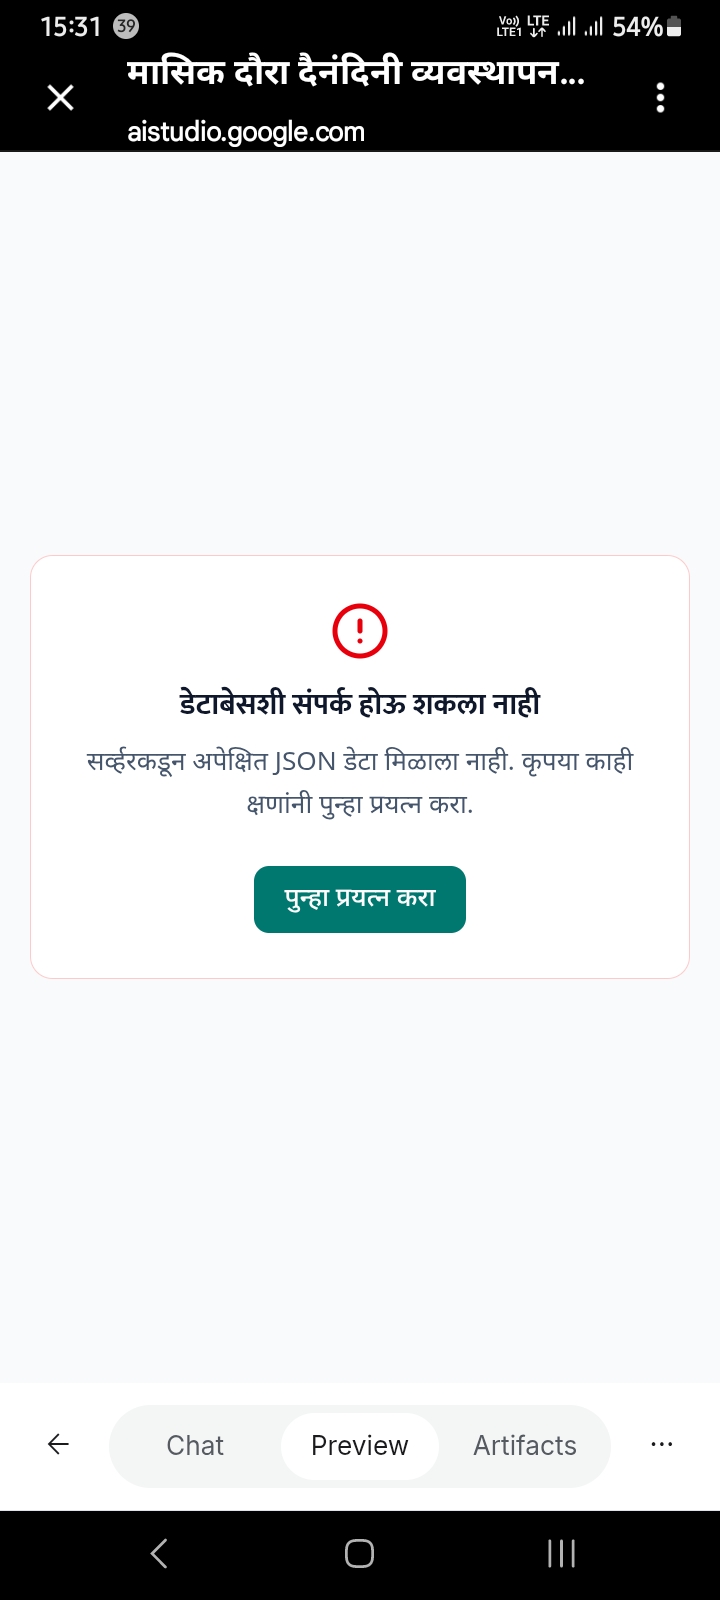 15:31 39 Vo)) LTE1 LTE 54%
मासिक दौरा दैनंदिनी व्यवस्थापन...
aistudio.google.com
डेटाबेसशी संपर्क होऊ शकला नाही
सर्व्हरकडून अपेक्षित JSON डेटा मिळाला नाही. कृपया काही
क्षणांनी पुन्हा प्रयत्न करा.
पुन्हा प्रयत्न करा
Chat Preview Artifacts